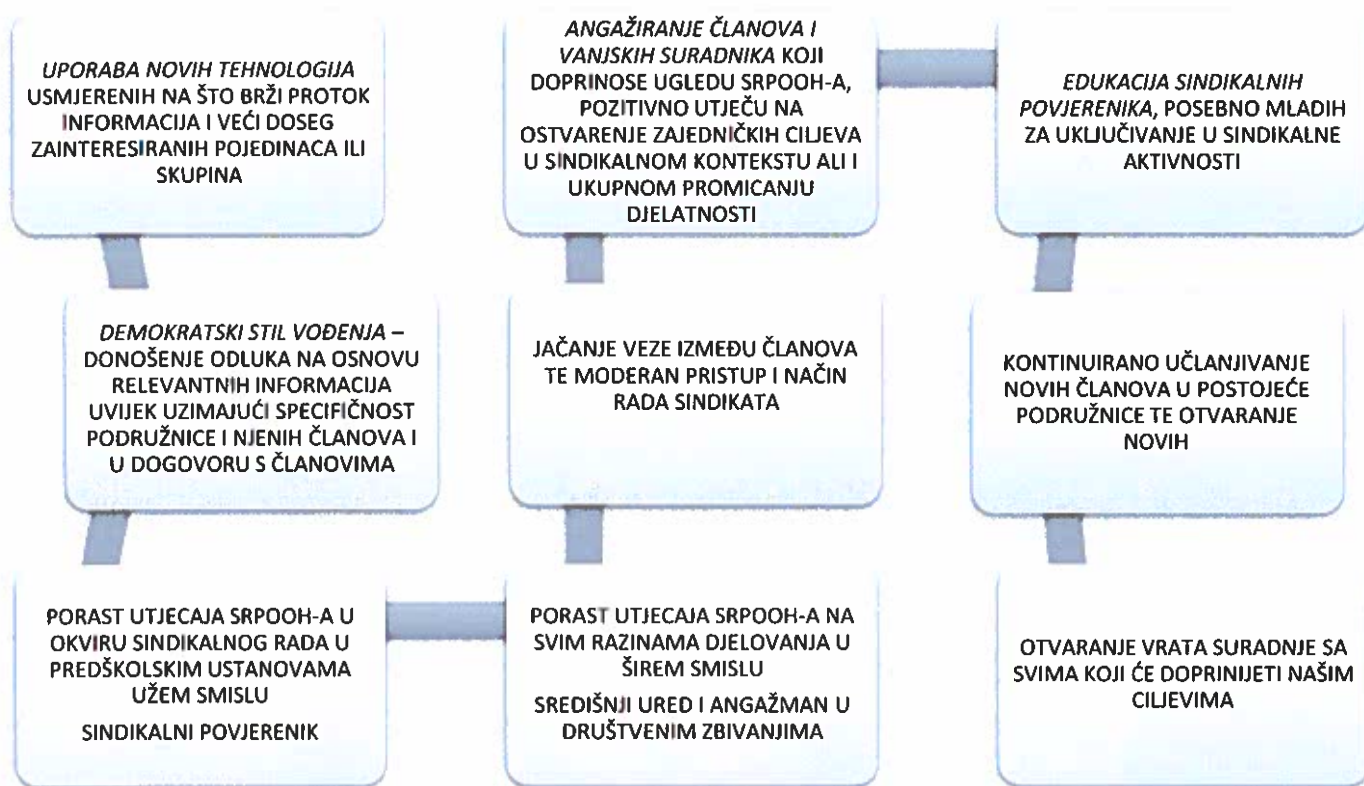 UPORABA NOVIH TEHNOLOGIJA
USMJERENIH NA ŠTO BRŽI PROTOK
INFORMACIJA I VEĆI DOSEG
ZAINTERESIRANIH POJEDINACA ILI
SKUPINA
DEMOKRATSKI STIL VOĐENJA –
DONOŠENJE ODLUKA NA OSNOVU
RELEVANTNIH INFORMACIJA
UVIJEK UZIMAJUĆI SPECIFIČNOST
PODRUŽNICE I NJENIH ČLANOVA I
U DOGOVORU S ČLANOVIMA
PORAST UTJECAJA SRPOOH-A U
OKVIRU SINDIKALNOG RADA U
PREDŠKOLSKIM USTANOVAMA
UŽEM SMISLU
SINDIKALNI POVJERENIK
PORAST UTJECAJA SRPOOH-A NA
SVIM RAZINAMA DJELOVANJA U
ŠIREM SMISLU
SREDIŠNJI URED I ANGAŽMAN U
DRUŠTVENIM ZBIVANJIMA
JAČANJE VEZE IZMEĐU ČLANOVA
TE MODERAN PRISTUP I NAČIN
RADA SINDIKATA
ANGAŽIRANJE ČLANOVA I
VANJSKIH SURADNIKA KOJI
DOPRINOSE UGLEDU SRPOOH-A,
POZITIVNO UTJEČU NA
OSTVARENJE ZAJEDNIČKIH CILJEVA
U SINDIKALNOM KONTEKSTU ALI I
UKUPNOM PROMICANJU
DJELATNOSTI
EDUKACIJA SINDIKALNIH
POVJERENIKA, POSEBNO MLADIH
ZA UKLJUČIVANJE U SINDIKALNE
AKTIVNOSTI
KONTINUIRANO UČLANJIVANJE
NOVIH ČLANOVA U POSTOJEĆE
PODRUŽNICE TE OTVARANJE
NOVIH
OTVARANJE VRATA SURADNJE SA
SVIMA KOJI ĆE DOPRINIJETI NAŠIM
CILJEVIMA